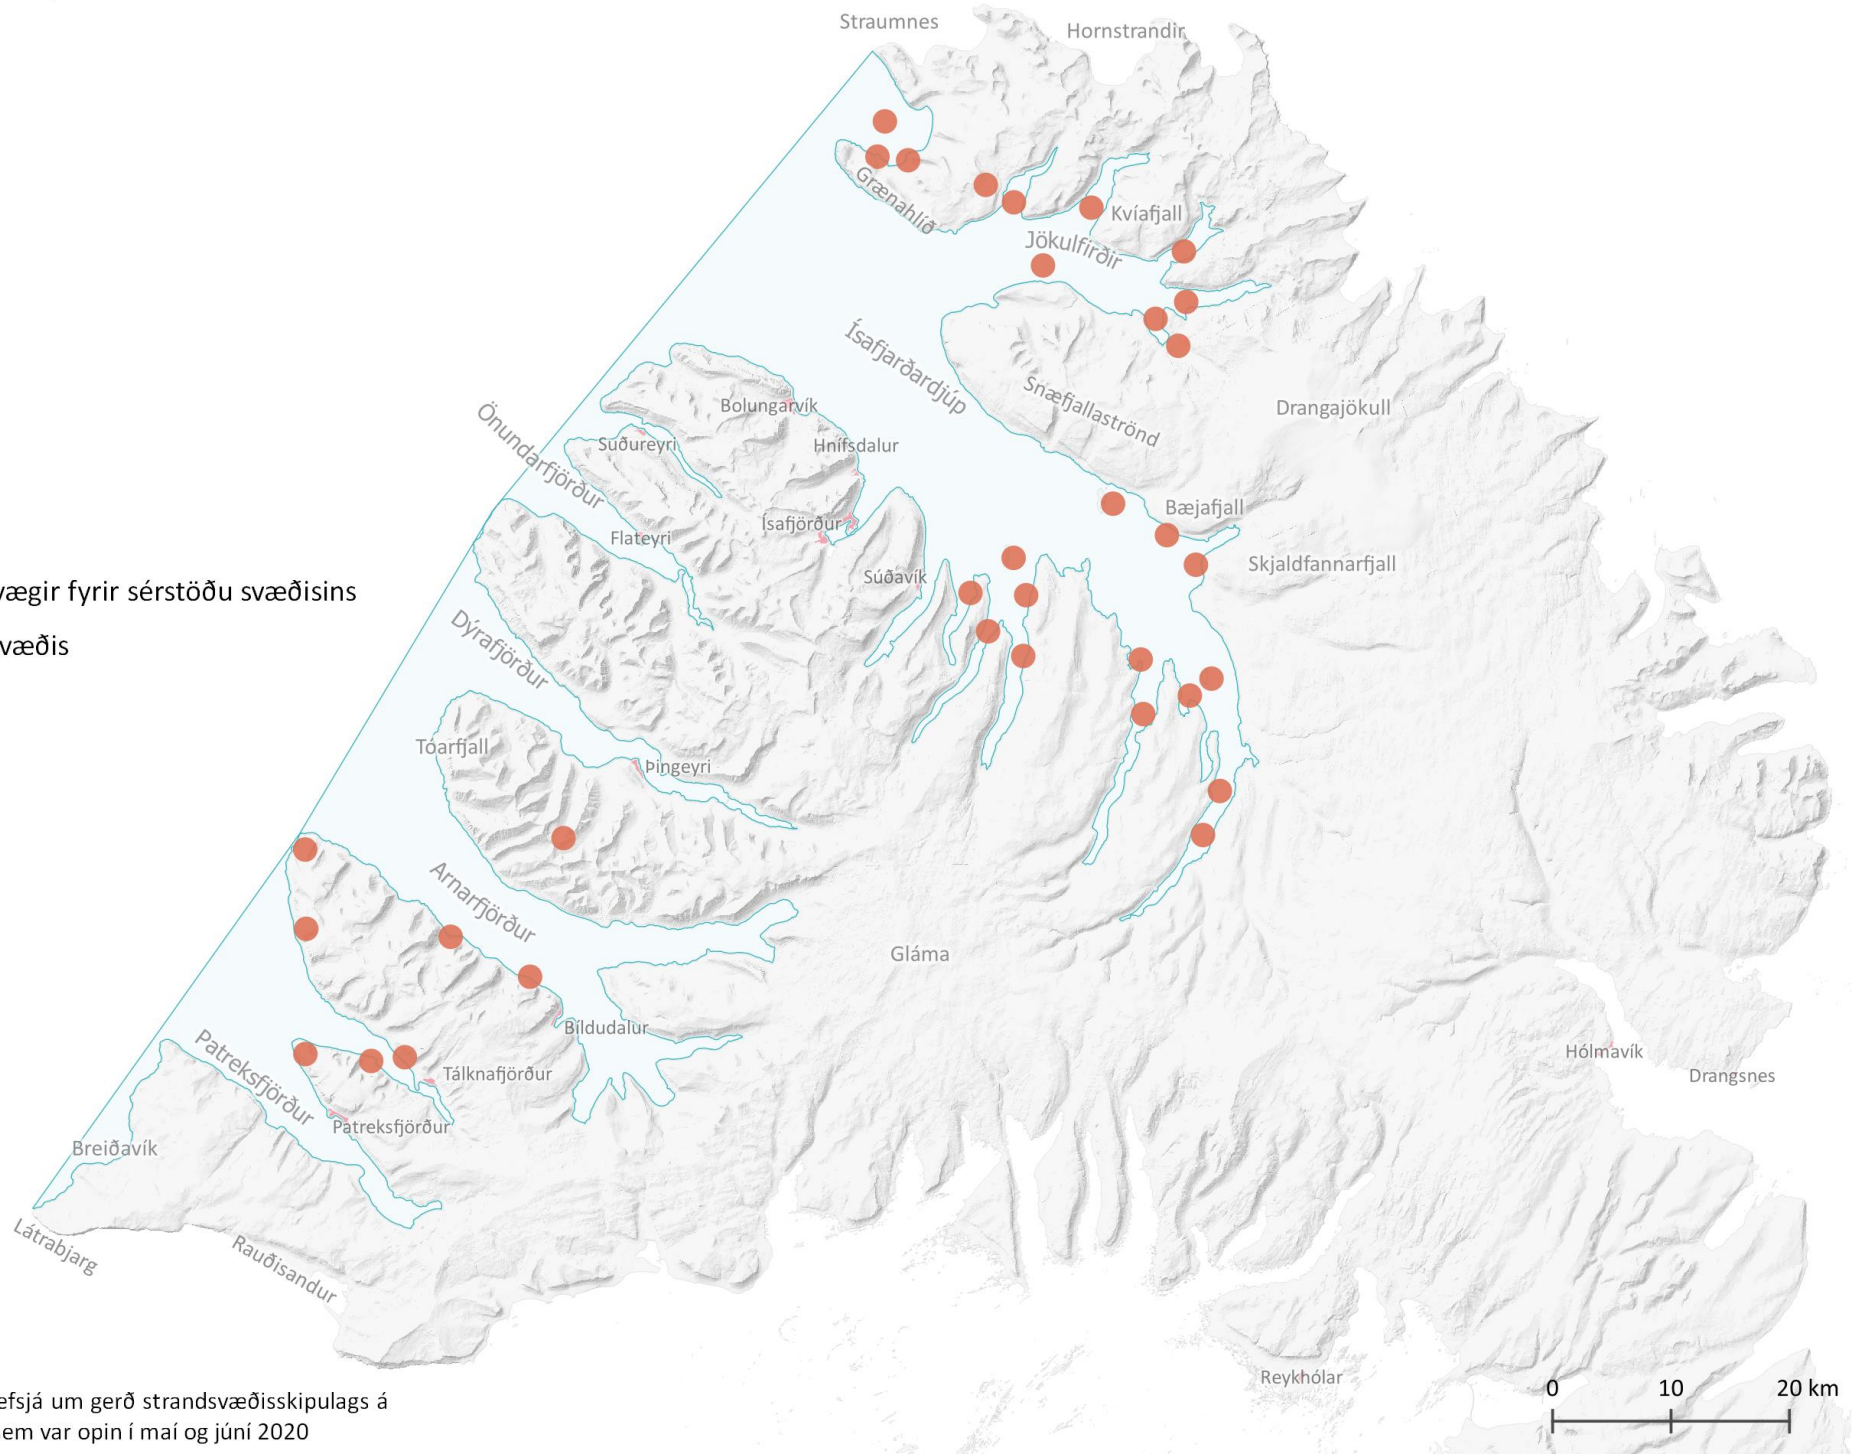 Straumnes
Hornstrandir
Grænahlíð
Kvíafjall
Jökulfirðir
Ísafjarðardjúp
Snæfjallaströnd
Drangajökull
Bolungarvík
Önundarfjörður
Suðureyri
Hnífsdalur
Bæjafjall
Ísafjörður
Flateyri
Skjaldfannarfjall
Súðavík
vægir fyrir sérstöðu svæðisins
væðis
Dýrafjörður
Tóarfjall
Þingeyri
Arnarfjörður
Gláma
Bíldudalur
Hólmavík
Drangsnes
Patreksfjörður
Tálknafjörður
Patreksfjörður
Breiðavík
Látrabjarg
Rauðisandur
Reykhólar
0 10 20 km
efsjá um gerð strandsvæðisskipulags á
sem var opin í maí og júní 2020